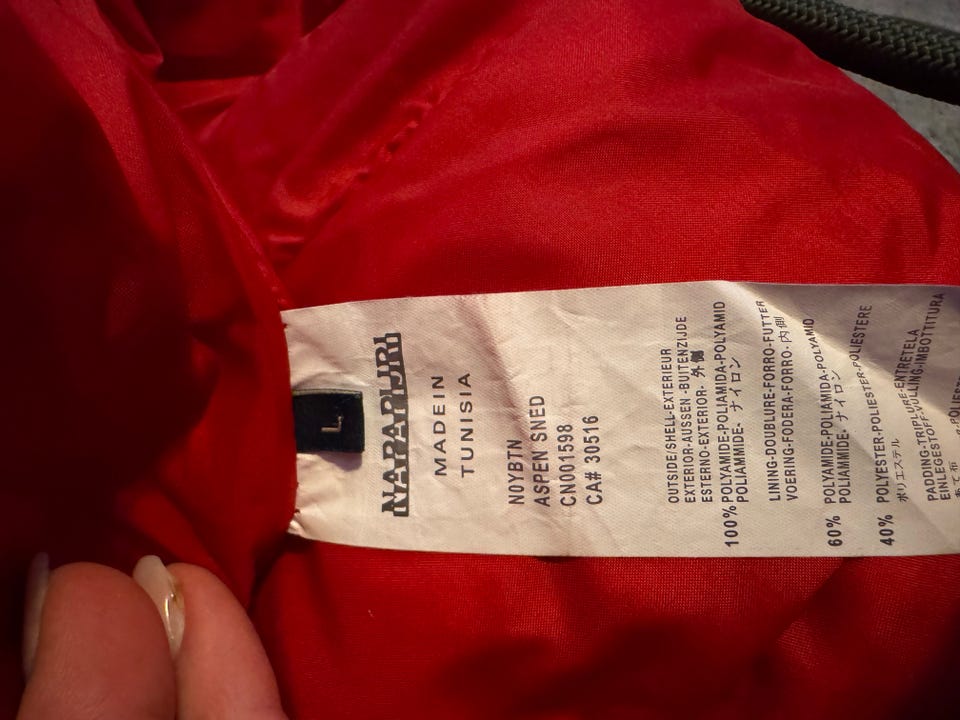 L
NAPAPIJRI
MADE IN
TUNISIA
N0YBTN
ASPEN SNED
CN001598
CA# 30516
OUTSIDE/SHELL-EXTERIEUR
EXTERIOR-AUSSEN-BUITENZIJDE
ESTERNO-EXTERIOR- 外側
100% POLYAMIDE-POLIAMIDA-POLYAMID
POLIAMMIDE- ナイロン
LINING-DOUBLURE-FORRO-FUTTER
VOERING-FODERA-FORRO-内側
60% POLYAMIDE-POLIAMIDA-POLYAMID
POLIAMMIDE- ナイロン
40% POLYESTER-POLIESTER-POLIESTERE
ポリエステル
PADDING-TRIPLURE-ENTRETELA
EINLEGESTOFF-VULLING-IMBOTTITURA